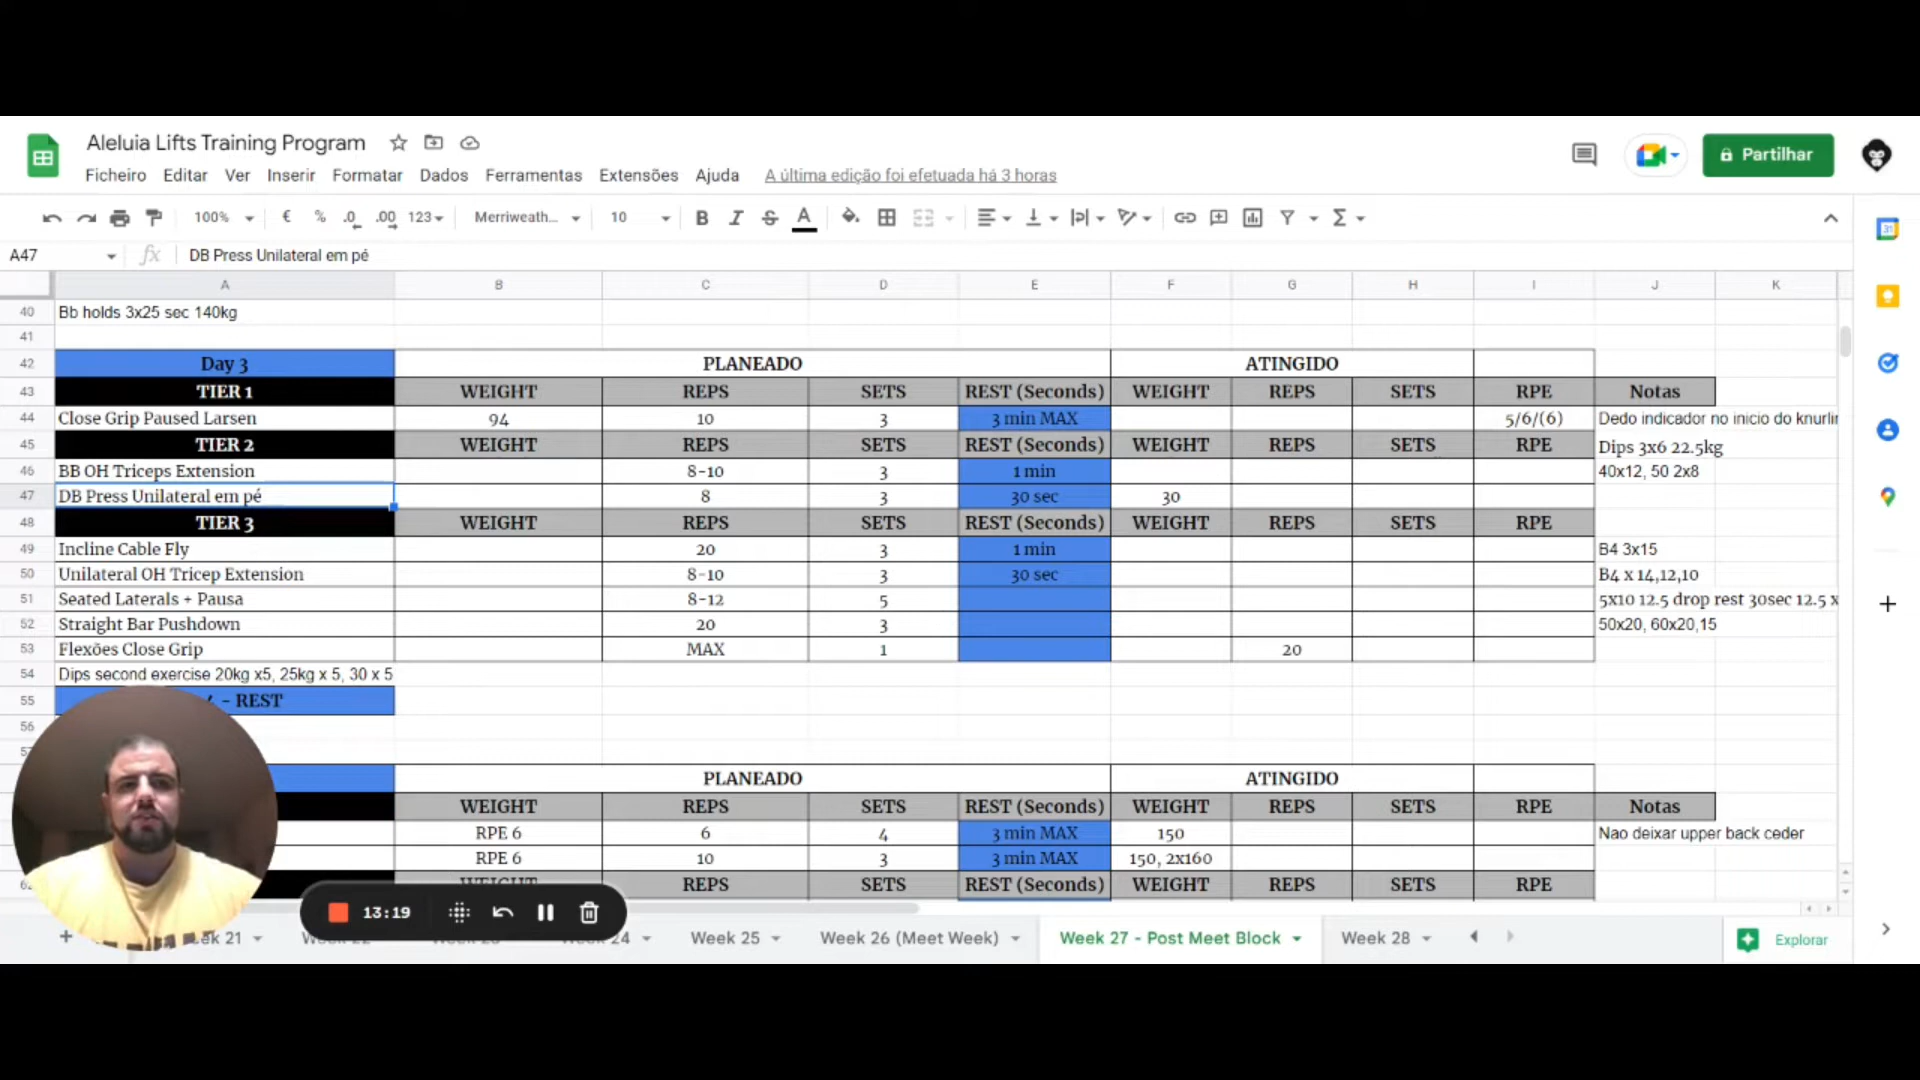 Aleluia Lifts Training Program
Partilhar
Ficheiro Editar Ver Inserir Formatar Dados Ferramentas Extensões Ajuda A última edição foi efetuada há 3 horas
100% € % .0 .00 123 Merriweath... 10 B I S A
31
A47 fx DB Press Unilateral em pé
A B C D E F G H I J K
40 Bb holds 3x25 sec 140kg
41
42 Day 3 PLANEADO ATINGIDO
43 TIER 1 WEIGHT REPS SETS REST (Seconds) WEIGHT REPS SETS RPE Notas
44 Close Grip Paused Larsen 94 10 3 3 min MAX 5/6/(6) Dedo indicador no inicio do knurlin
45 TIER 2 WEIGHT REPS SETS REST (Seconds) WEIGHT REPS SETS RPE Dips 3x6 22.5kg
46 BB OH Triceps Extension 8-10 3 1 min 40x12, 50 2x8
47 DB Press Unilateral em pé 8 3 30 sec 30
48 TIER 3 WEIGHT REPS SETS REST (Seconds) WEIGHT REPS SETS RPE
49 Incline Cable Fly 20 3 1 min B4 3x15
50 Unilateral OH Tricep Extension 8-10 3 30 sec B4 x 14,12,10
51 Seated Laterals + Pausa 8-12 5 5X10 12.5 drop rest 30sec 12.5 x
52 Straight Bar Pushdown 20 3 50x20, 60x20,15
53 Flexões Close Grip MAX 1 20
54 Dips second exercise 20kg x5, 25kg x 5, 30 x 5
55 - REST
56
PLANEADO ATINGIDO
WEIGHT REPS SETS REST (Seconds) WEIGHT REPS SETS RPE Notas
RPE 6 6 4 3 min MAX 150 Nao deixar upper back ceder
RPE 6 10 3 3 min MAX 150, 2x160
WEIGHT REPS SETS REST (Seconds) WEIGHT REPS SETS RPE
13:19
21 24 Week 25 Week 26 (Meet Week) Week 27 - Post Meet Block Week 28 Explorar